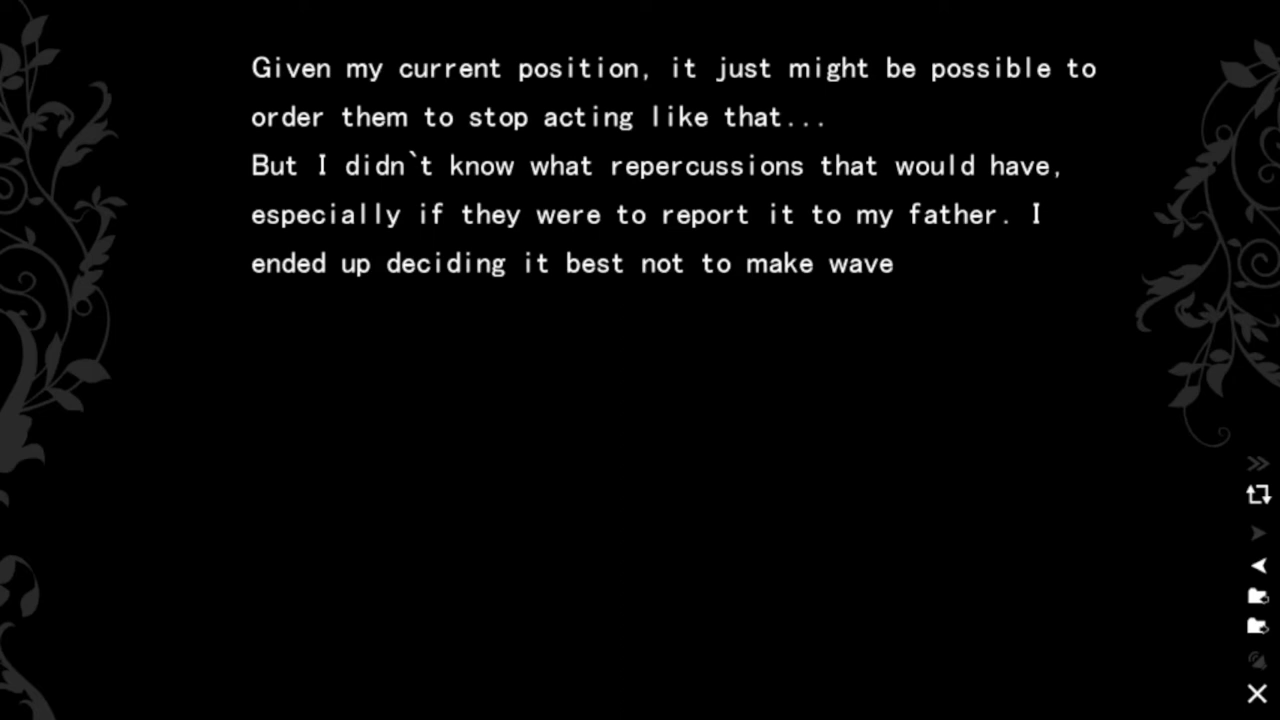 Given my current position, it just might be possible to
order them to stop acting like that...
But I didn`t know what repercussions that would have,
especially if they were to report it to my father. I
ended up deciding it best not to make wave